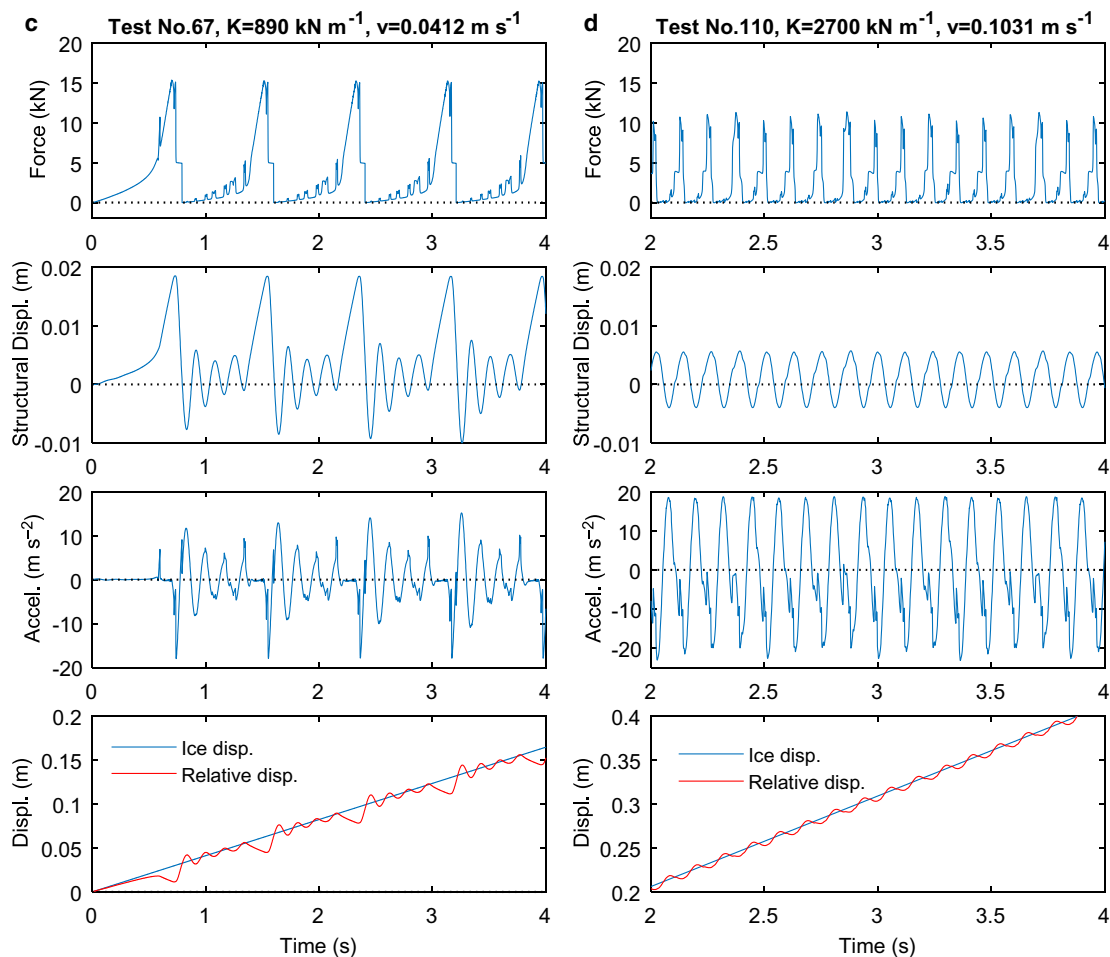 c Test No.67, K=890 kN m⁻¹, v=0.0412 m s⁻¹
20
15
10
5
0
Force (kN)
0 1 2 3 4
0.02
0.01
0
-0.01
Structural Displ. (m)
0 1 2 3 4
20
10
0
-10
-20
Accel. (m s⁻²)
0 1 2 3 4
0.2
0.15
0.1
0.05
0
Displ. (m)
Ice disp.
Relative disp.
0 1 2 3 4
Time (s)
d Test No.110, K=2700 kN m⁻¹, v=0.1031 m s⁻¹
20
15
10
5
0
Force (kN)
2 2.5 3 3.5 4
0.02
0.01
0
-0.01
Structural Displ. (m)
2 2.5 3 3.5 4
20
10
0
-10
-20
Accel. (m s⁻²)
2 2.5 3 3.5 4
0.4
0.35
0.3
0.25
0.2
Displ. (m)
Ice disp.
Relative disp.
2 2.5 3 3.5 4
Time (s)